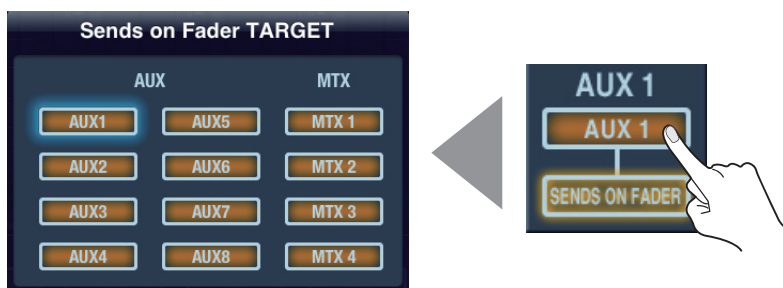 Sends on Fader TARGET
AUX MTX
AUX1 AUX5 MTX 1
AUX2 AUX6 MTX 2
AUX3 AUX7 MTX 3
AUX4 AUX8 MTX 4
AUX 1
AUX 1
SENDS ON FADER